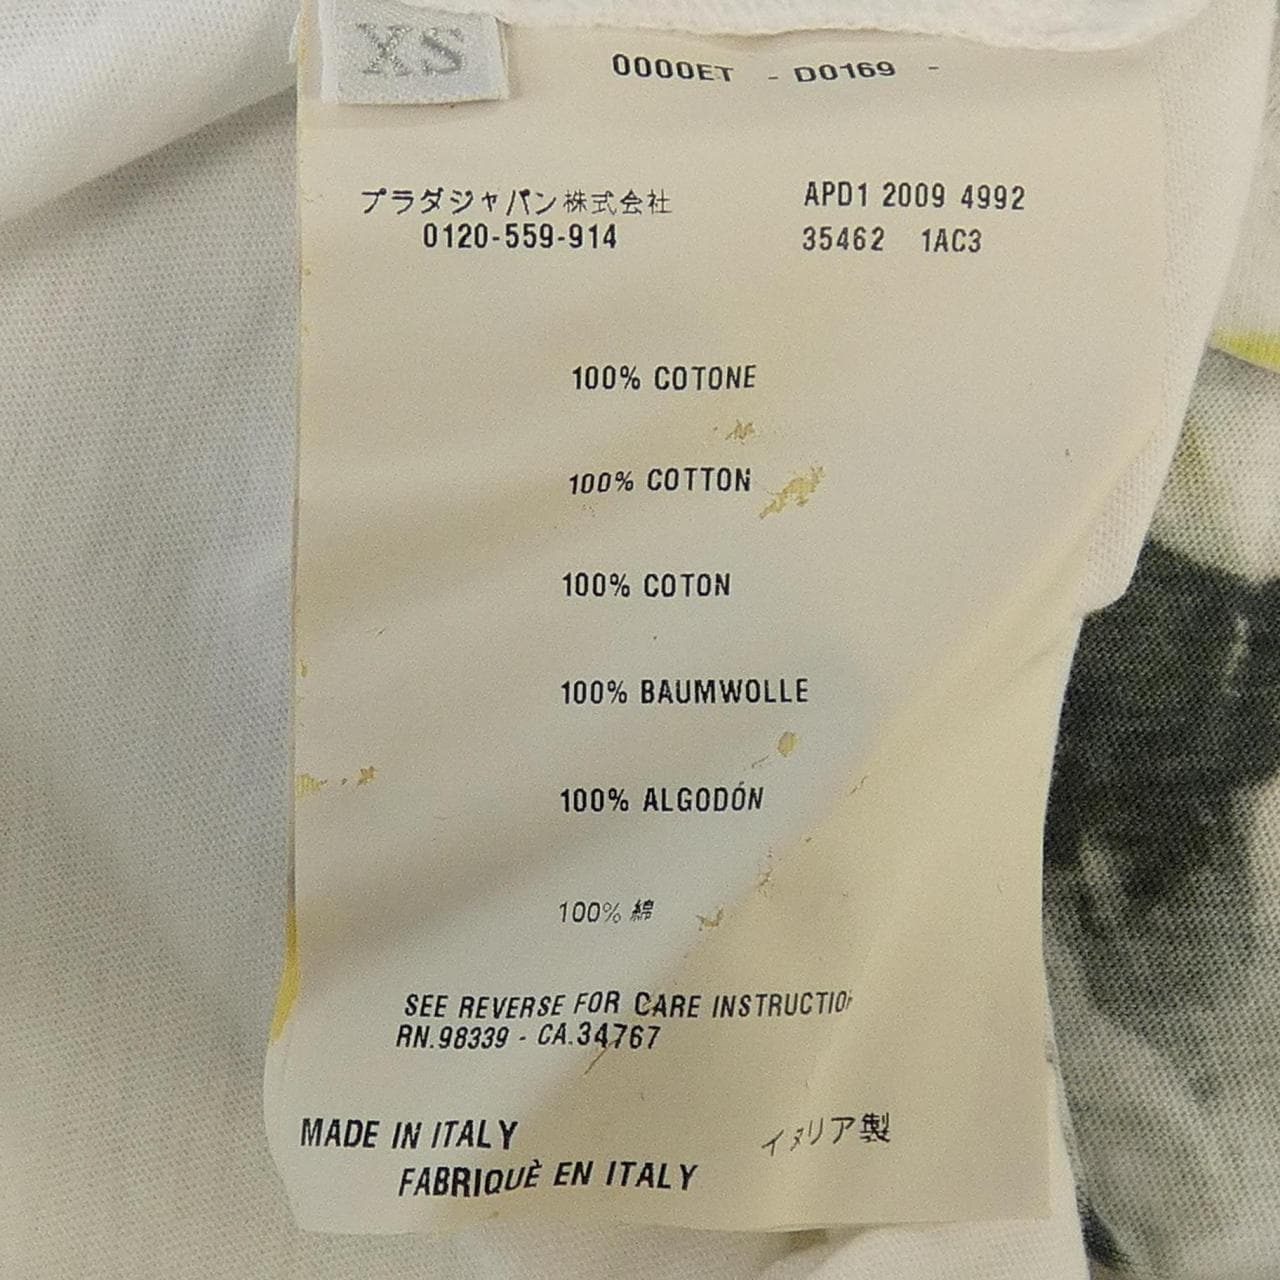 XS
0000ET - D0169 -
プラダジャパン株式会社
0120-559-914
APD1 2009 4992
35462 1AC3
100% COTONE
100% COTTON
100% COTON
100% BAUMWOLLE
100% ALGODÓN
100% 綿
SEE REVERSE FOR CARE INSTRUCTION
RN.98339 - CA.34767
MADE IN ITALY
FABRIQUÈ EN ITALY
イタリア製